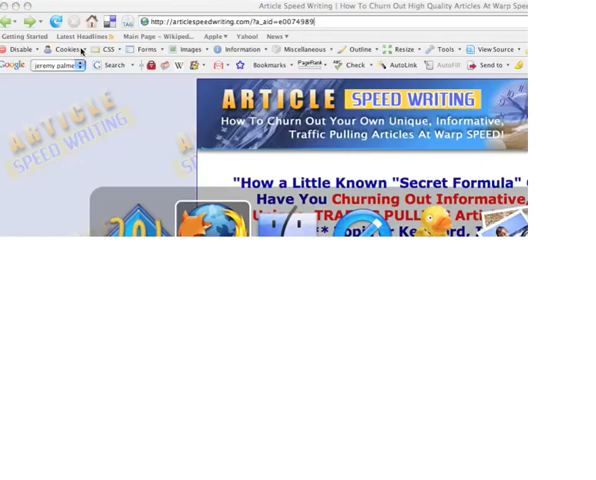 Article Speed Writing | How To Churn Out High Quality Articles At Warp Spee
http://articlespeedwriting.com/?a_aid=e0074989
Getting Started Latest Headlines Main Page - Wikiped... Apple Yahoo! News
Disable Cookies CSS Forms Images Information Miscellaneous Outline Resize Tools View Source
Google jeremy palme Search Bookmarks PageRank Check AutoLink AutoFill Send to
ARTICLE SPEED WRITING
How To Churn Out Your Own Unique, Informative,
Traffic Pulling Articles At Warp SPEED!
ARTICLE
SPEED WRITING
"How a Little Known "Secret Formula"
Have You Churning Out Informative,
TRAFFIC PULLING